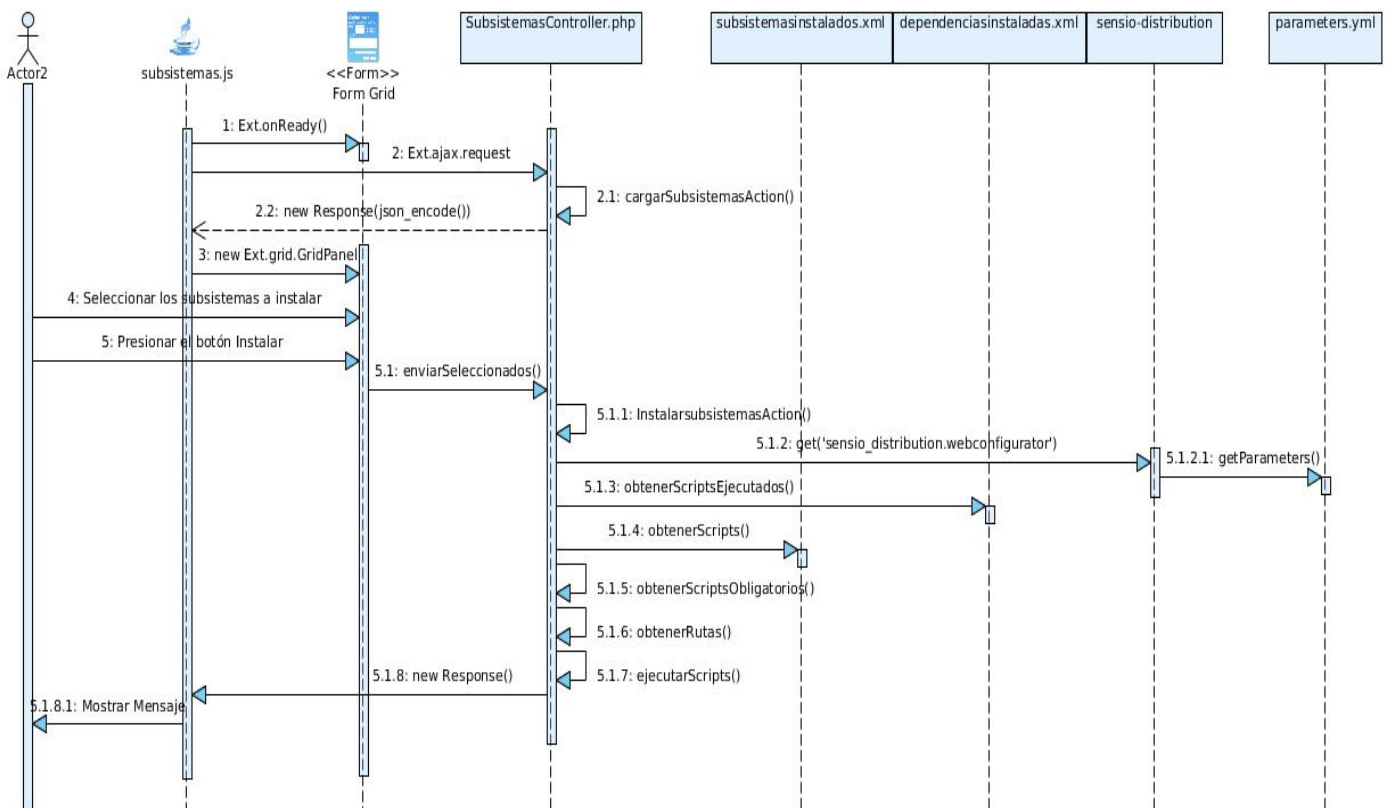 SubsistemasController.php
subsistemasinstalados.xml
dependenciasinstaladas.xml
sensio-distribution
parameters.yml
Actor2
subsistemas.js
<<Form>>
Form Grid
1: Ext.onReady()
2: Ext.ajax.request
2.1: cargarSubsistemasAction()
2.2: new Response(json_encode())
3: new Ext.grid.GridPanel
4: Seleccionar los subsistemas a instalar
5: Presionar el botón Instalar
5.1: enviarSeleccionados()
5.1.1: InstalarsubsistemasAction()
5.1.2: get('sensio_distribution.webconfigurator')
5.1.2.1: getParameters()
5.1.3: obtenerScriptsEjecutados()
5.1.4: obtenerScripts()
5.1.5: obtenerScriptsObligatorios()
5.1.6: obtenerRutas()
5.1.7: ejecutarScripts()
5.1.8: new Response()
5.1.8.1: Mostrar Mensaje